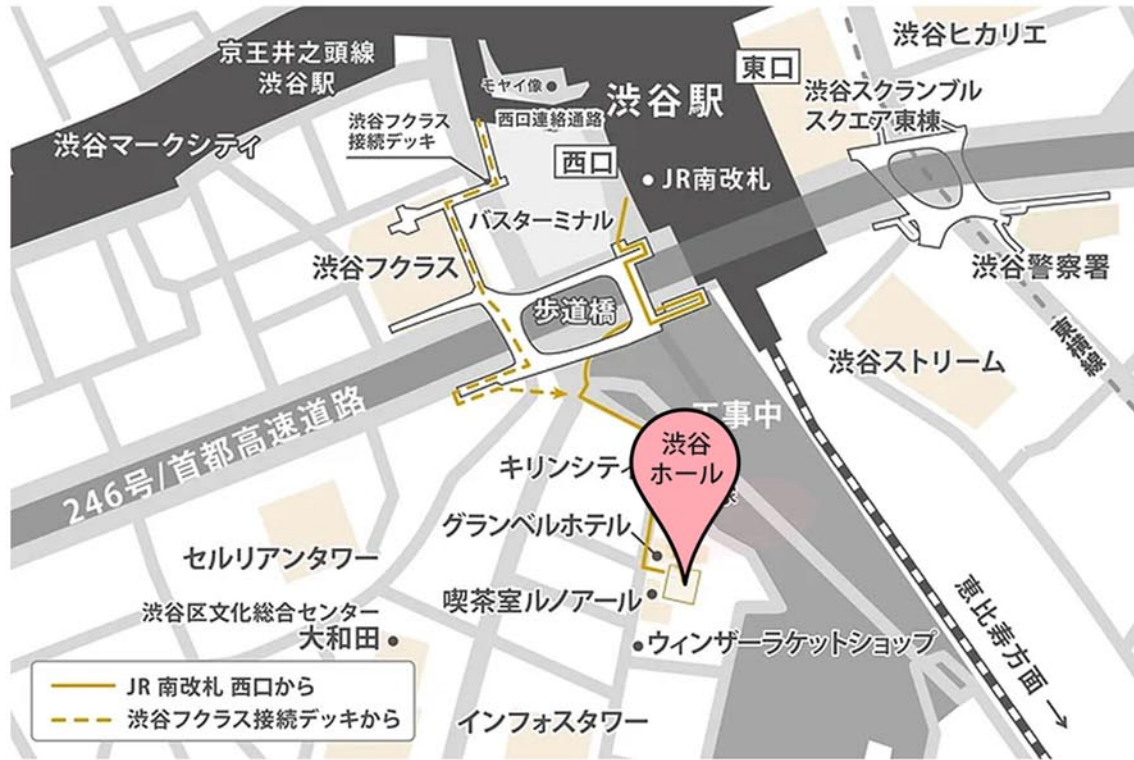 京王井之頭線
渋谷駅
渋谷ヒカリエ
東口
モヤイ像
渋谷駅
渋谷スクランブル
スクエア東棟
渋谷フクラス
接続デッキ
西口連絡通路
渋谷マークシティ
西口
JR南改札
バスターミナル
渋谷フクラス
渋谷警察署
歩道橋
東横線
渋谷ストリーム
246号/首都高速道路
事中
渋谷
ホール
キリンシティ
グランベルホテル
セルリアンタワー
喫茶室ルノアール
渋谷区文化総合センター
大和田
ウィンザーラケットショップ
恵比寿方面 →
JR 南改札 西口から
渋谷フクラス接続デッキから
インフォスタワー